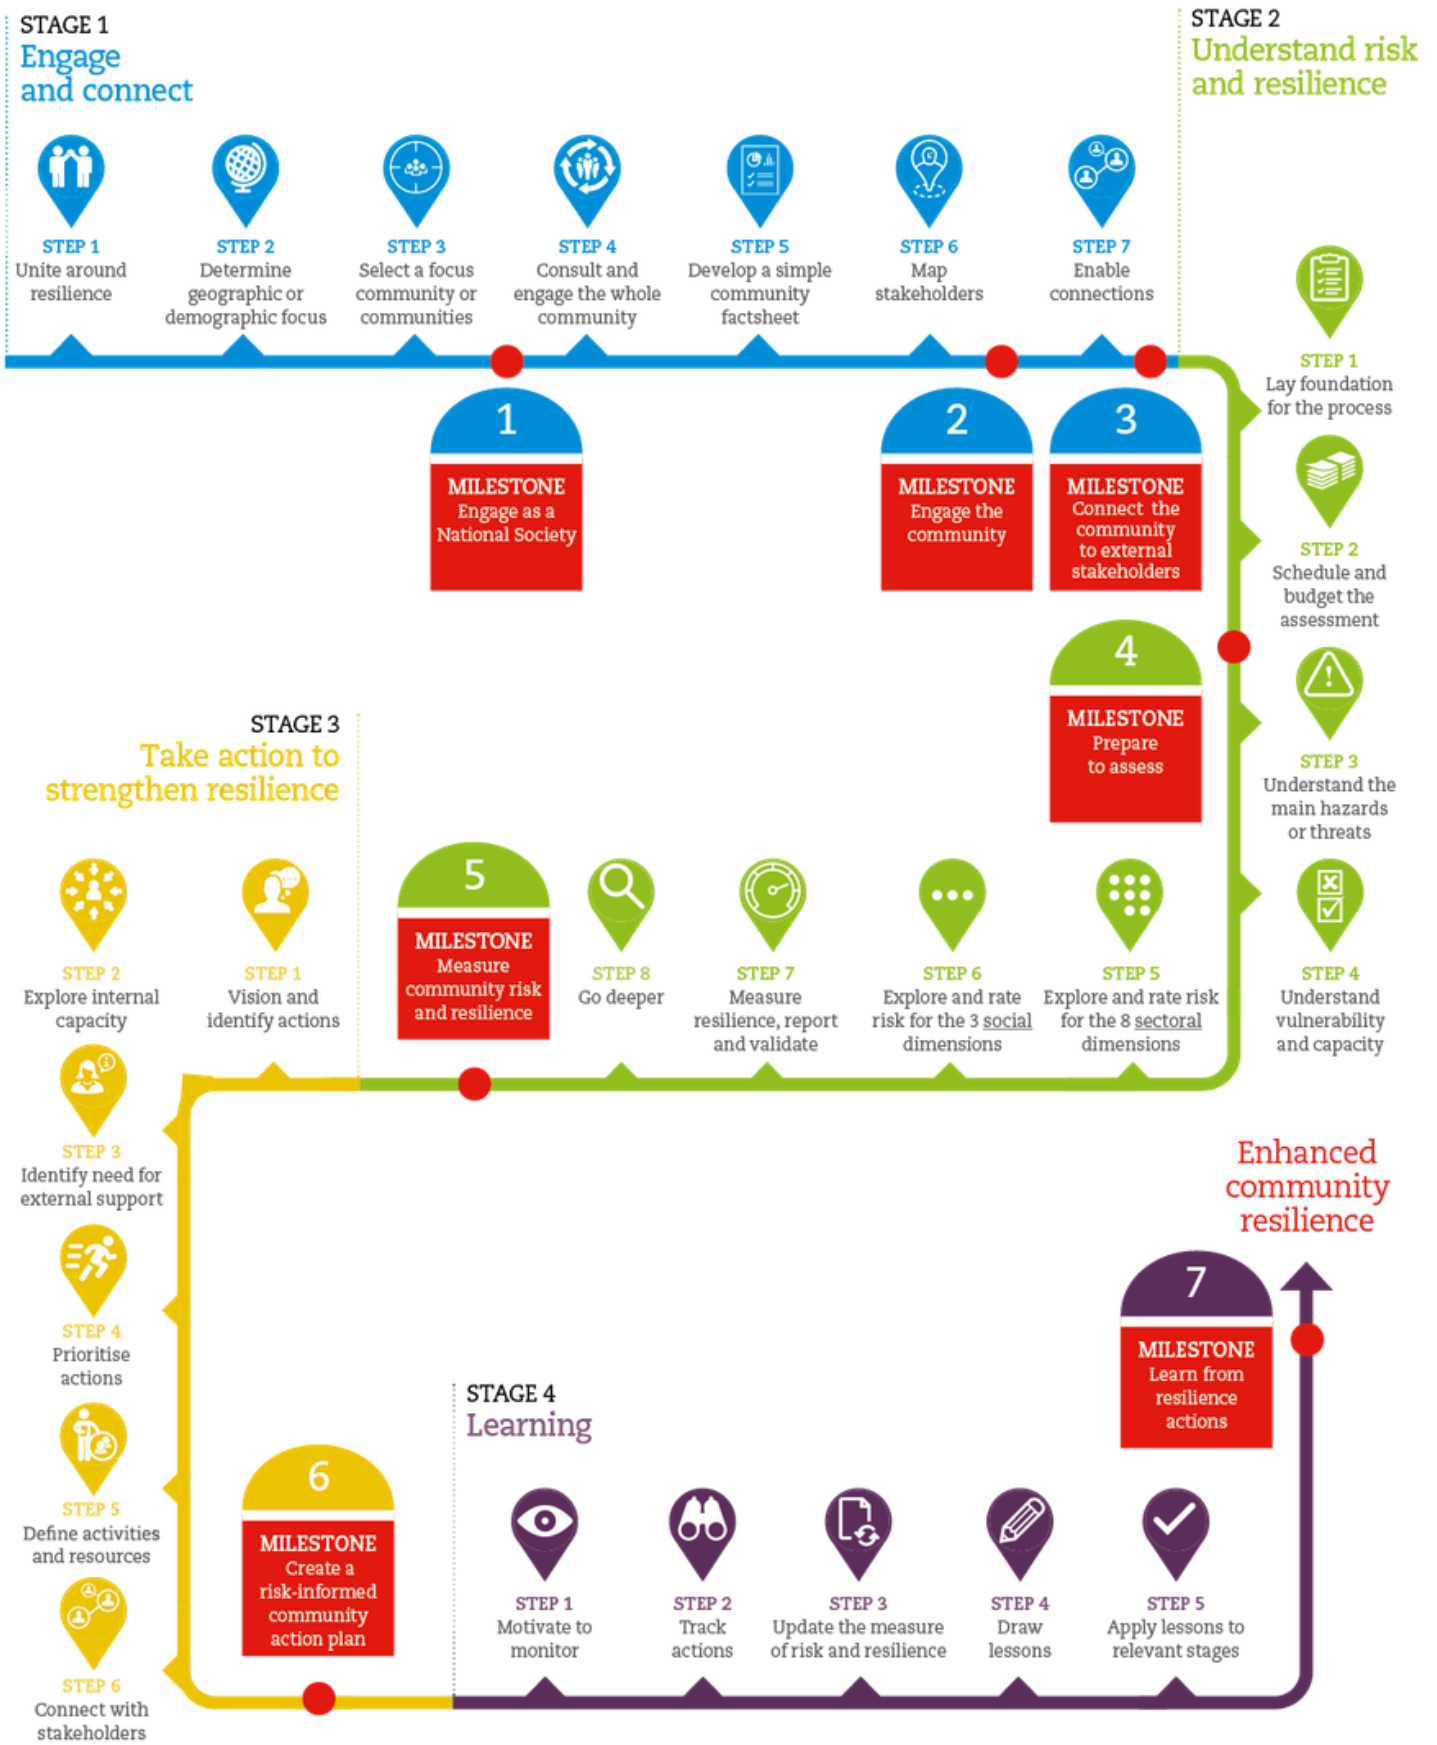 STAGE 1
Engage
and connect
STEP 1
Unite around
resilience
STEP 2
Determine
geographic or
demographic focus
STEP 3
Select a focus
community or
communities
STEP 4
Consult and
engage the whole
community
STEP 5
Develop a simple
community
factsheet
STEP 6
Map
stakeholders
STEP 7
Enable
connections
1
MILESTONE
Engage as a
National Society
2
MILESTONE
Engage the
community
3
MILESTONE
Connect the
community
to external
stakeholders
STAGE 2
Understand risk
and resilience
STEP 1
Lay foundation
for the process
STEP 2
Schedule and
budget the
assessment
4
MILESTONE
Prepare
to assess
STEP 3
Understand the
main hazards
or threats
STEP 4
Understand
vulnerability
and capacity
STEP 5
Explore and rate risk
for the 8 sectoral
dimensions
STEP 6
Explore and rate
risk for the 3 social
dimensions
STEP 7
Measure
resilience, report
and validate
STEP 8
Go deeper
5
MILESTONE
Measure
community risk
and resilience
STAGE 3
Take action to
strengthen resilience
STEP 1
Vision and
identify actions
STEP 2
Explore internal
capacity
STEP 3
Identify need for
external support
STEP 4
Prioritise
actions
STEP 5
Define activities
and resources
STEP 6
Connect with
stakeholders
6
MILESTONE
Create a
risk-informed
community
action plan
STAGE 4
Learning
STEP 1
Motivate to
monitor
STEP 2
Track
actions
STEP 3
Update the measure
of risk and resilience
STEP 4
Draw
lessons
STEP 5
Apply lessons to
relevant stages
7
MILESTONE
Learn from
resilience
actions
Enhanced
community
resilience